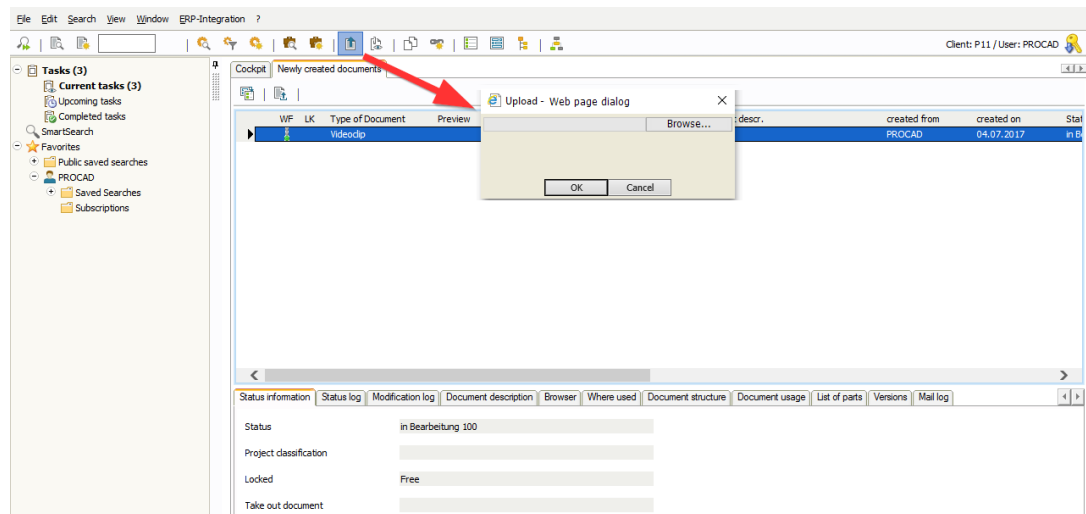 File Edit Search View Window ERP-Integration ?
Client: P11 / User: PROCAD
Tasks (3)
Current tasks (3)
Upcoming tasks
Completed tasks
SmartSearch
Favorites
Public saved searches
PROCAD
Saved Searches
Subscriptions
Cockpit Newly created documents
Upload - Web page dialog
Browse...
OK Cancel
WF LK Type of Document Preview descr. created from created on
Videoclip PROCAD 04.07.2017
Status information Status log Modification log Document description Browser Where used Document structure Document usage List of parts Versions Mail log
Status in Bearbeitung 100
Project classification
Locked Free
Take out document